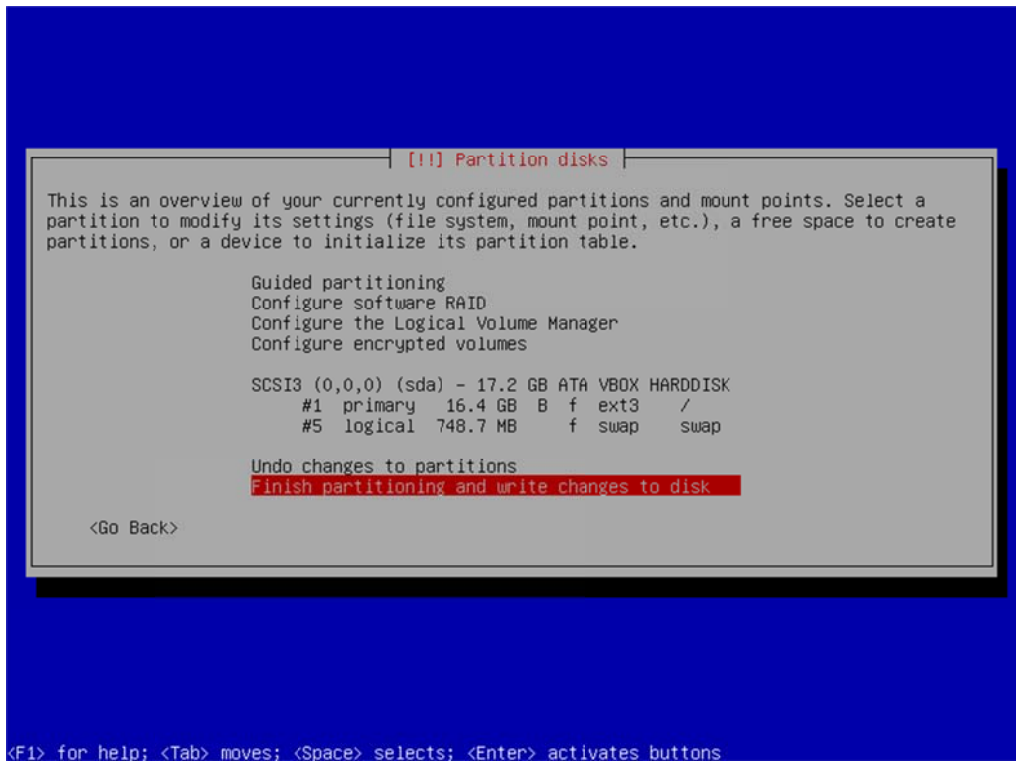 [!!] Partition disks
This is an overview of your currently configured partitions and mount points. Select a
partition to modify its settings (file system, mount point, etc.), a free space to create
partitions, or a device to initialize its partition table.
Guided partitioning
Configure software RAID
Configure the Logical Volume Manager
Configure encrypted volumes
SCSI3 (0,0,0) (sda) - 17.2 GB ATA VBOX HARDDISK
#1 primary 16.4 GB B f ext3 /
#5 logical 748.7 MB f swap swap
Undo changes to partitions
Finish partitioning and write changes to disk
<Go Back>
<F1> for help; <Tab> moves; <Space> selects; <Enter> activates buttons